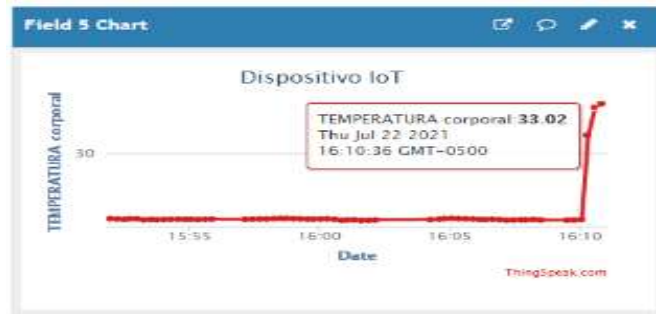 Field 5 Chart
Dispositivo IoT
TEMPERATURA corporal
TEMPERATURA corporal 33.02
Thu Jul 22 2021
16:10:36 GMT-0500
30
15:55 16:00 16:05 16:10
Date
ThingSpeak.com